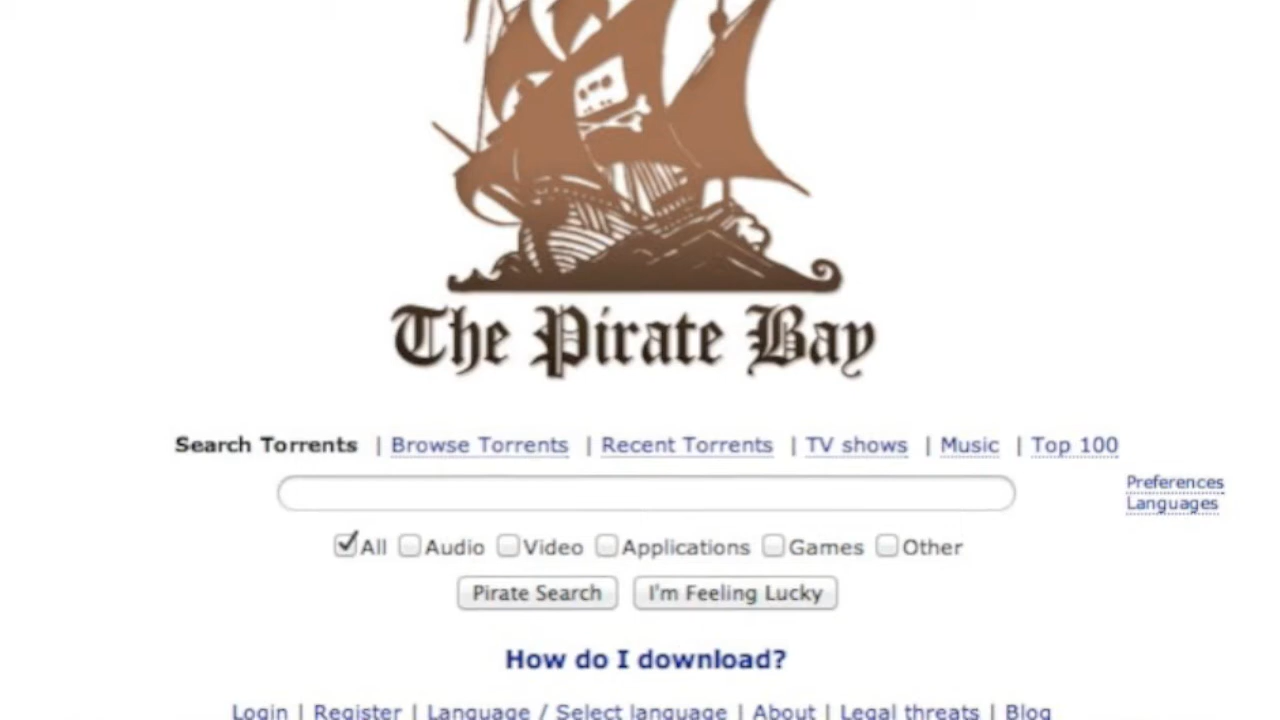 The Pirate Bay
Search Torrents | Browse Torrents | Recent Torrents | TV shows | Music | Top 100
Preferences
Languages
All Audio Video Applications Games Other
Pirate Search I'm Feeling Lucky
How do I download?
Login | Register | Language / Select language | About | Legal threats | Blog